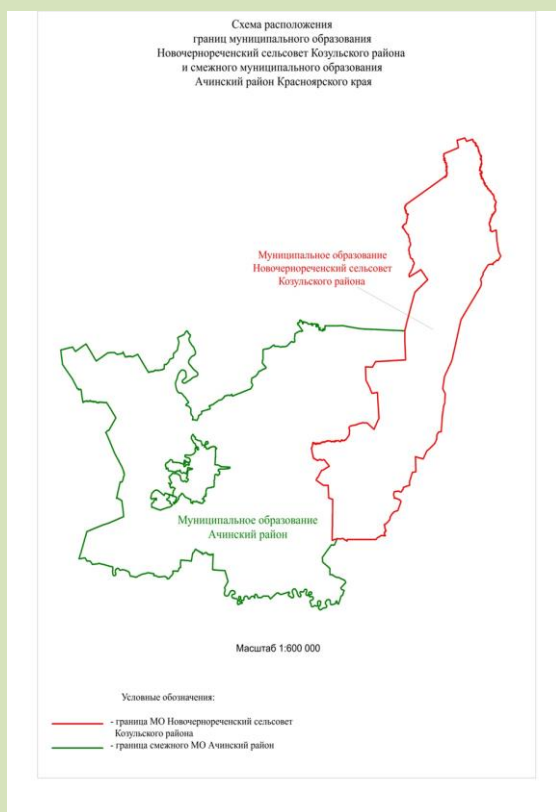 Схема расположения
границ муниципального образования
Новочернореченский сельсовет Козульского района
и смежного муниципального образования
Ачинский район Красноярского края
Муниципальное образование
Новочернореченский сельсовет
Козульского района
Муниципальное образование
Ачинский район
Масштаб 1:600 000
Условные обозначения:
- граница МО Новочернореченский сельсовет
Козульского района
- граница смежного МО Ачинский район